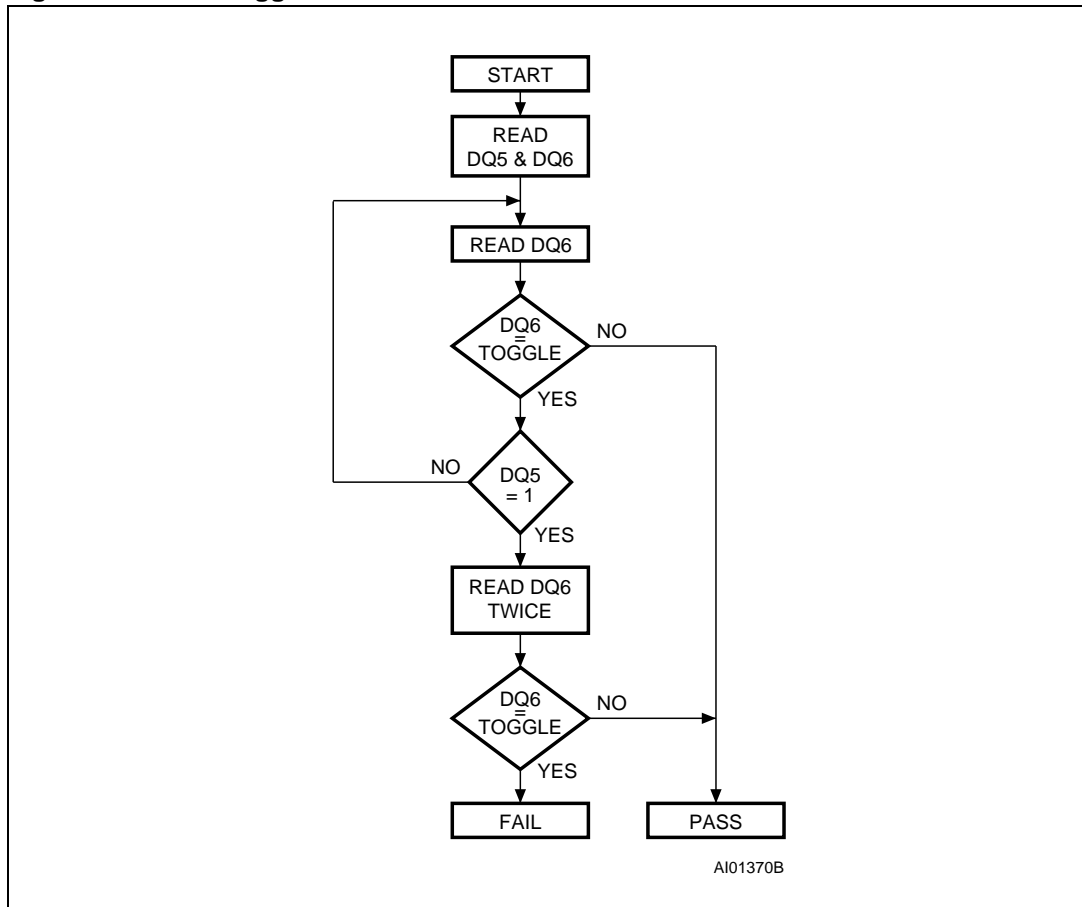 START
READ
DQ5 & DQ6
READ DQ6
DQ6
=
TOGGLE
NO
YES
NO
DQ5
= 1
YES
READ DQ6
TWICE
DQ6
=
TOGGLE
NO
YES
FAIL
PASS
AI01370B